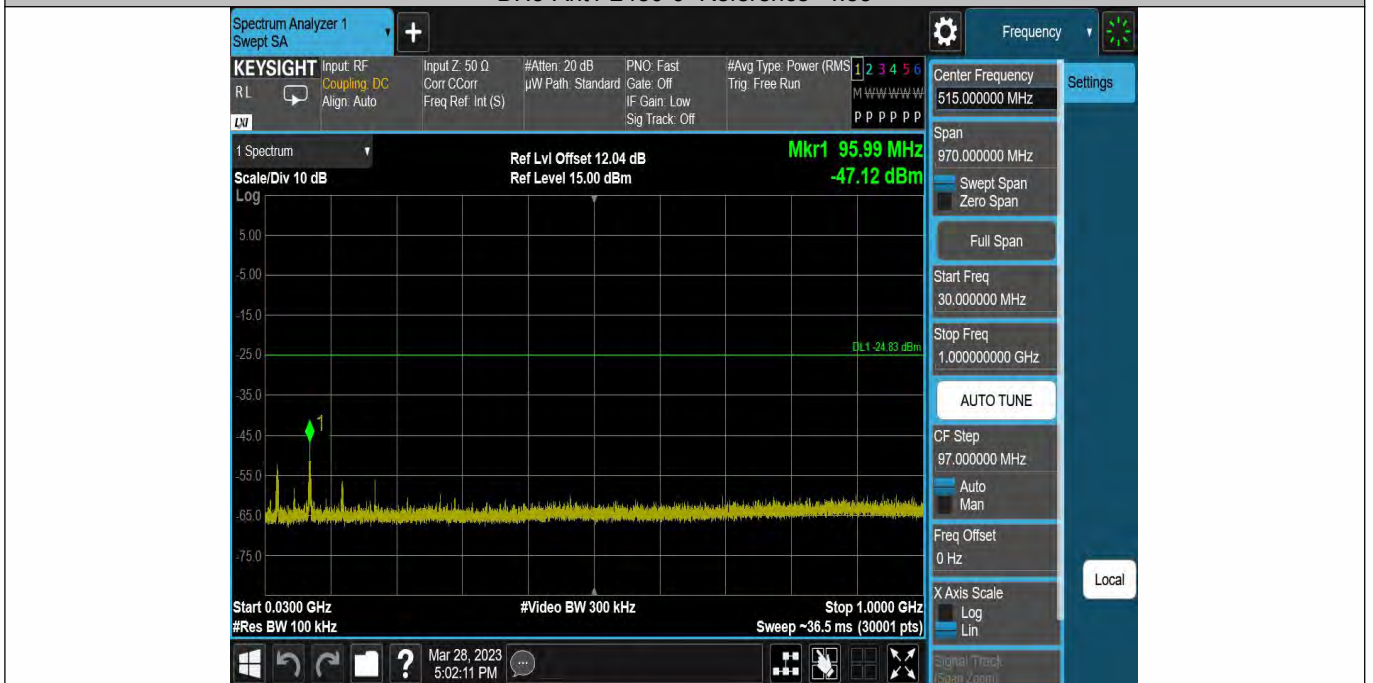 Spectrum Analyzer 1
Swept SA
+
Frequency
KEYSIGHT
RL
LXI
Input: RF
Coupling: DC
Align: Auto
Input Z: 50 Ω
Corr CCorr
Freq Ref: Int (S)
#Atten: 20 dB
µW Path: Standard
PNO: Fast
Gate: Off
IF Gain: Low
Sig Track: Off
#Avg Type: Power (RMS
Trig: Free Run
1 2 3 4 5 6
M W W W W W
P P P P P P
Center Frequency
515.000000 MHz
Settings
1 Spectrum
Scale/Div 10 dB
Ref Lvl Offset 12.04 dB
Ref Level 15.00 dBm
Mkr1 95.99 MHz
-47.12 dBm
Span
970.000000 MHz
Swept Span
Zero Span
Full Span
Start Freq
30.000000 MHz
Stop Freq
1.000000000 GHz
AUTO TUNE
CF Step
97.000000 MHz
Auto
Man
Freq Offset
0 Hz
X Axis Scale
Log
Lin
Signal Track
(Span Zoom)
Local
Log
5.00
-5.00
-15.0
-25.0
-35.0
-45.0
-55.0
-65.0
-75.0
DL1 -24.83 dBm
1
Start 0.0300 GHz
#Res BW 100 kHz
#Video BW 300 kHz
Stop 1.0000 GHz
Sweep ~36.5 ms (30001 pts)
?
Mar 28, 2023
5:02:11 PM